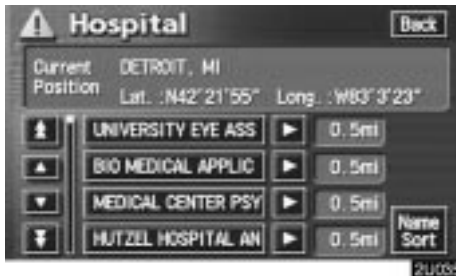 Hospital Back
Current Position DETROIT, MI
Lat. :N42°21'55" Long. :W83°3'23"
UNIVERSITY EYE ASS 0.5mi
BIO MEDICAL APPLIC 0.5mi
MEDICAL CENTER PSY 0.5mi
HUTZEL HOSPITAL AN 0.5mi
Name Sort